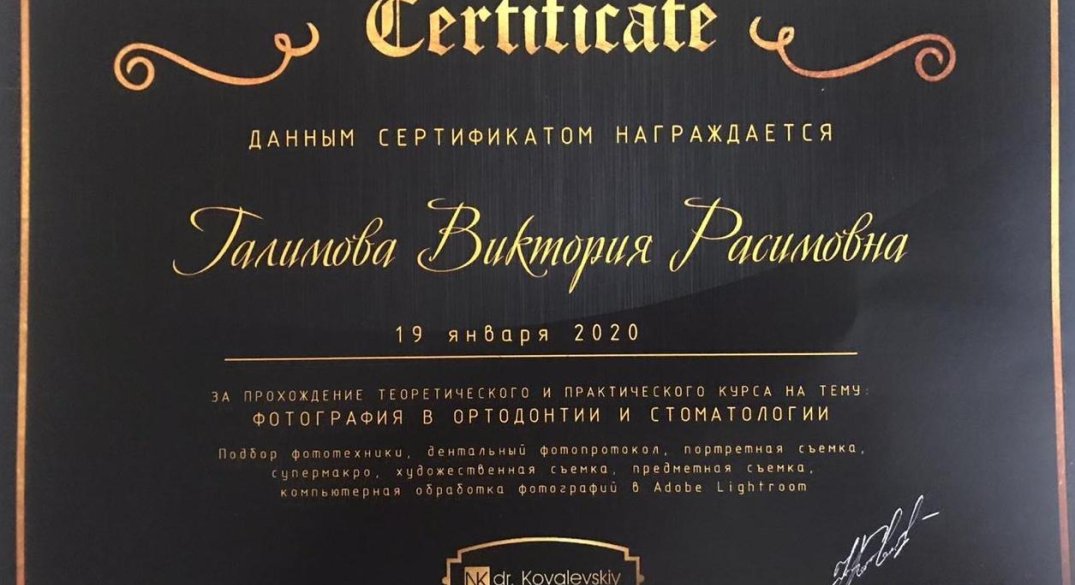 Certificate
ДАННЫМ СЕРТИФИКАТОМ НАГРАЖДАЕТСЯ
Галимова Виктория Расимовна
19 января 2020
ЗА ПРОХОЖДЕНИЕ ТЕОРЕТИЧЕСКОГО И ПРАКТИЧЕСКОГО КУРСА НА ТЕМУ:
ФОТОГРАФИЯ В ОРТОДОНТИИ И СТОМАТОЛОГИИ
Подбор фототехники, дентальный фотопротокол, портретная съемка,
супермакро, художественная съемка, предметная съемка,
компьютерная обработка фотографий в Adobe Lightroom
NK dr. Kovalevskiy